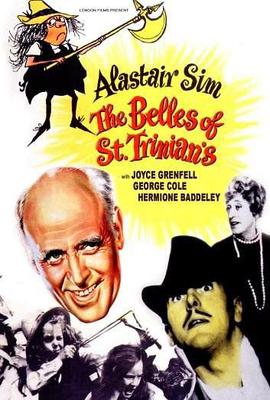 LONDON FILMS PRESENT
Alastair Sim
The Belles of
St. Trinian's
with JOYCE GRENFELL
GEORGE COLE
HERMIONE BADDELEY